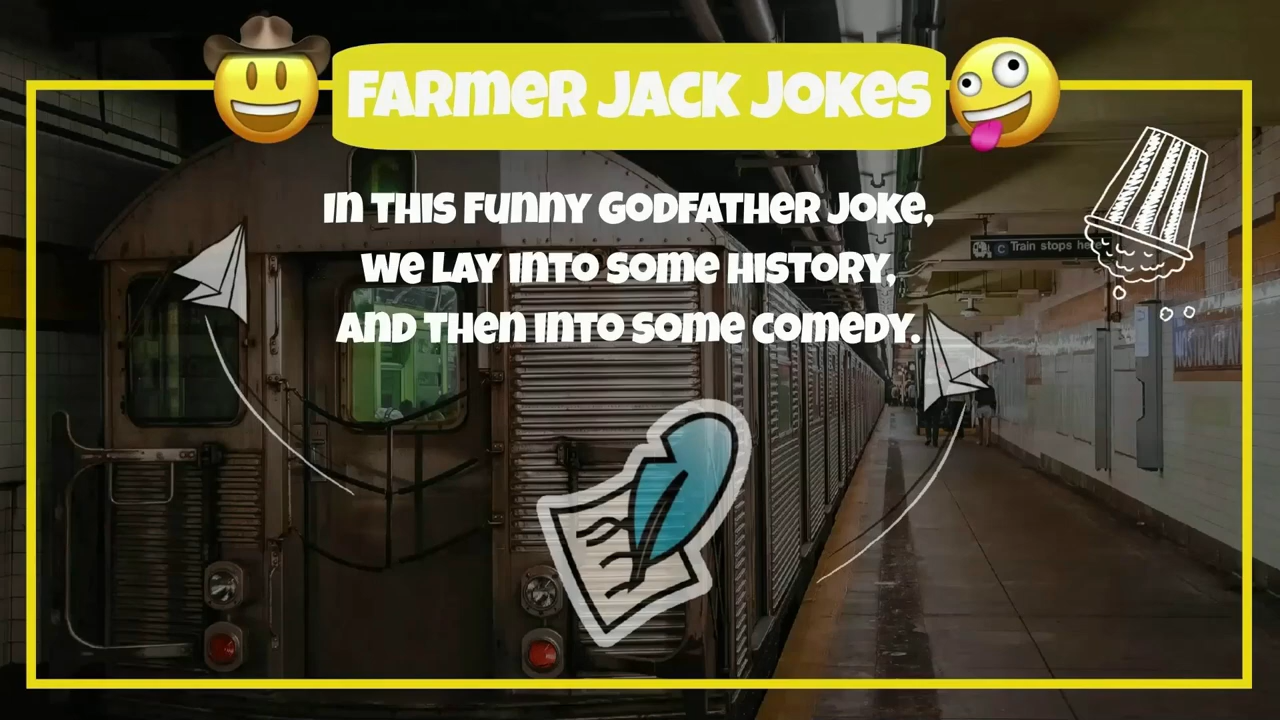 FARMER JACK JOKES
In THIS Funny GODFATHER JOKE,
WE LAY INTO SOME HISTORY,
AND THEN INTO SOME COMEDY.
C Train stops here